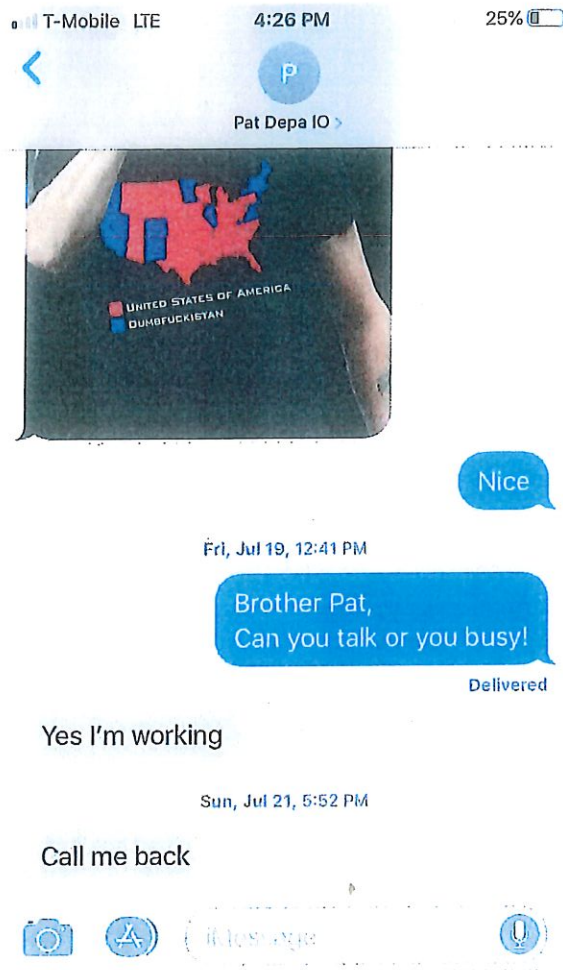 T-Mobile LTE 4:26 PM 25%
P
Pat Depa IO >
UNITED STATES OF AMERICA
DUMBFUCKISTAN
Nice
Fri, Jul 19, 12:41 PM
Brother Pat,
Can you talk or you busy!
Delivered
Yes I'm working
Sun, Jul 21, 5:52 PM
Call me back
iMessage